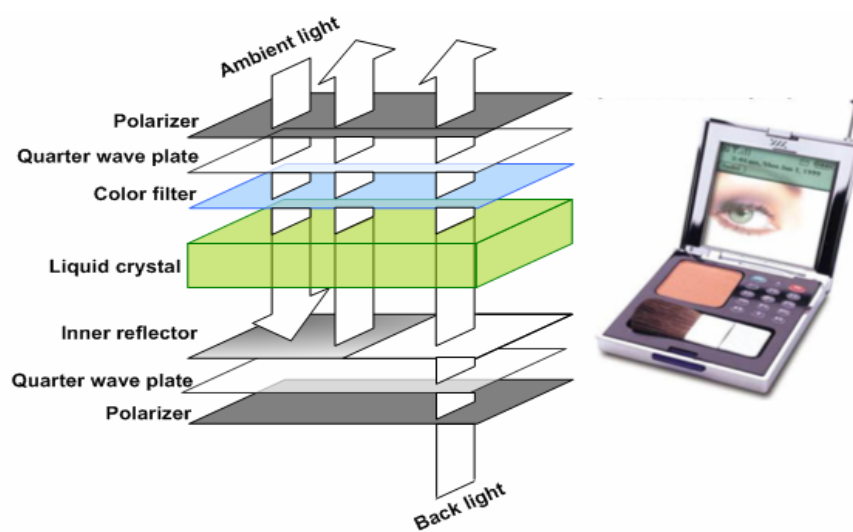 Ambient light
Polarizer
Quarter wave plate
Color filter
Liquid crystal
Inner reflector
Quarter wave plate
Polarizer
Back light